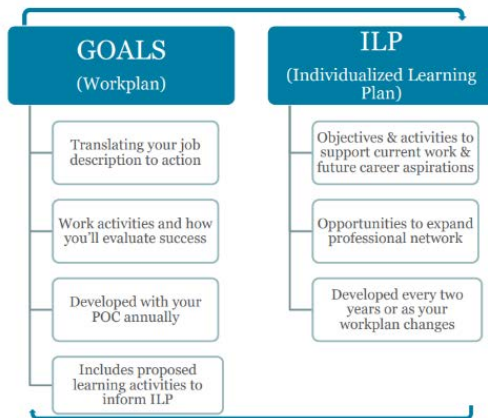 GOALS
(Workplan)
Translating your job
description to action
Work activities and how
you'll evaluate success
Developed with your
POC annually
Includes proposed
learning activities to
inform ILP
ILP
(Individualized Learning
Plan)
Objectives & activities to
support current work &
future career aspirations
Opportunities to expand
professional network
Developed every two
years or as your
workplan changes